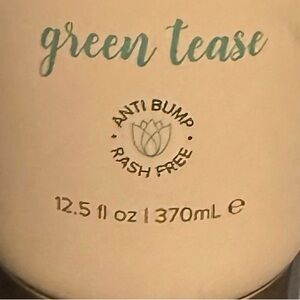 green tease
ANTI BUMP
• RASH FREE •
12.5 fl oz | 370mL ℮